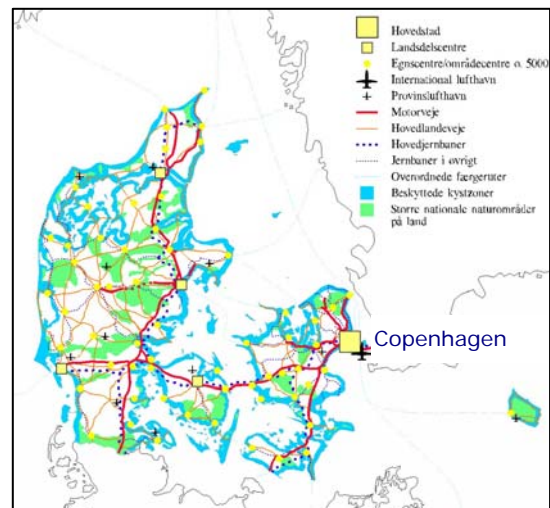 Hovedstad
Landsdelscentre
Egnscentre/områdecentre o. 5000
International lufthavn
Provinslufthavn
Motorveje
Hovedlandeveje
Hovedjernbaner
Jernbaner i øvrigt
Overordnede færgeruter
Beskyttede kystzoner
Større nationale naturområder
på land
Copenhagen